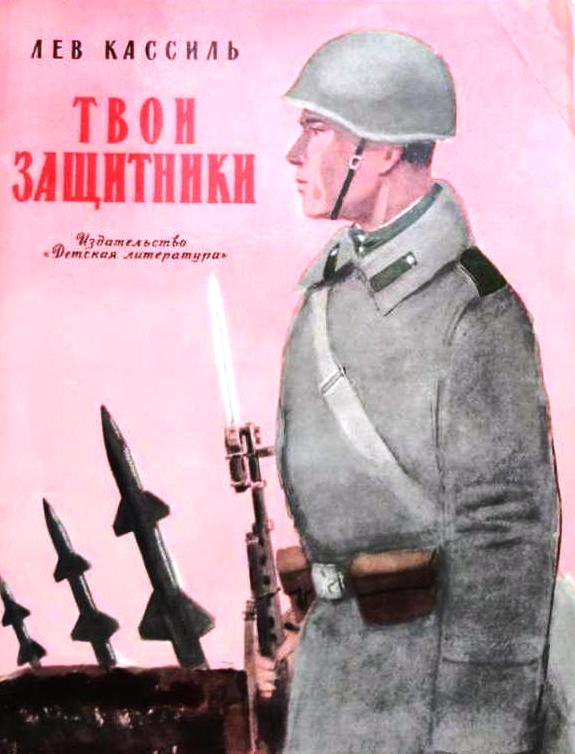 ЛЕВ КАССИЛЬ
ТВОИ
ЗАЩИТНИКИ
Издательство
«Детская литература»